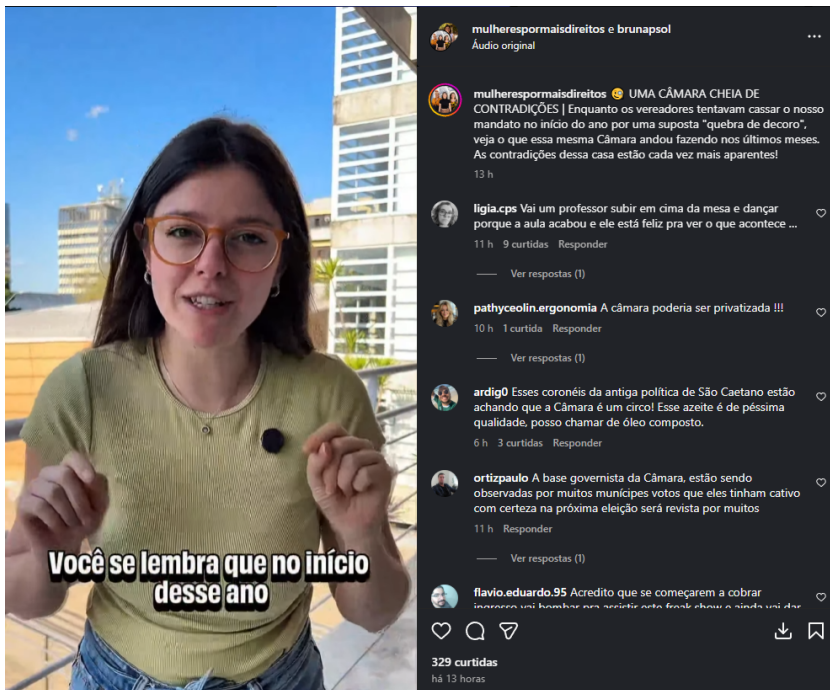 Você se lembra que no início
desse ano
mulherespormaisdireitos e brunapsol
Áudio original
mulherespormaisdireitos 🤪 UMA CÂMARA CHEIA DE
CONTRADIÇÕES | Enquanto os vereadores tentavam cassar o nosso
mandato no início do ano por uma suposta "quebra de decoro",
veja o que essa mesma Câmara andou fazendo nos últimos meses.
As contradições dessa casa estão cada vez mais aparentes!
13 h
ligia.cps Vai um professor subir em cima da mesa e dançar
porque a aula acabou e ele está feliz pra ver o que acontece ...
11 h 9 curtidas Responder
Ver respostas (1)
pathyceolin.ergonomia A câmara poderia ser privatizada !!!
10 h 1 curtida Responder
Ver respostas (1)
ardig0 Esses coronéis da antiga política de São Caetano estão
achando que a Câmara é um circo! Esse azeite é de péssima
qualidade, posso chamar de óleo composto.
6 h 3 curtidas Responder
ortizpaulo A base governista da Câmara, estão sendo
observadas por muitos munícipes votos que eles tinham cativo
com certeza na próxima eleição será revista por muitos
11 h Responder
Ver respostas (1)
flavio.eduardo.95 Acredito que se começarem a cobrar
ingresso vai bombar pra assistir este freak show e ainda vai dar
329 curtidas
há 13 horas